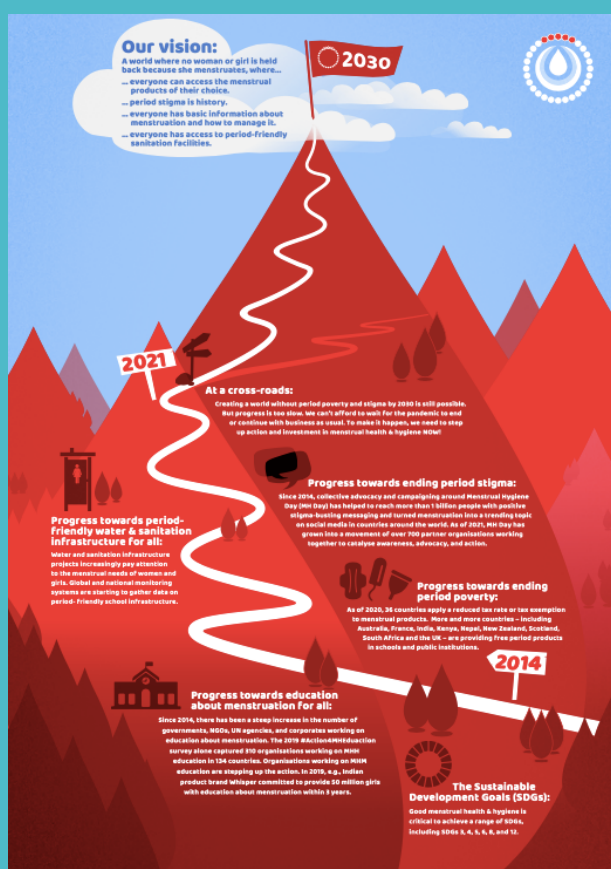 Our vision:
A world where no woman or girl is held
back because she menstruates, where...
... everyone can access the menstrual
products of their choice.
... period stigma is history.
... everyone has basic information about
menstruation and how to manage it.
... everyone has access to period-friendly
sanitation facilities.
2030
2021
At a cross-roads:
Creating a world without period poverty and stigma by 2030 is still possible.
But progress is too slow. We can't afford to wait for the pandemic to end
or continue with business as usual. To make it happen, we need to step
up action and investment in menstrual health & hygiene NOW!
Progress towards ending period stigma:
Since 2014, collective advocacy and campaigning around Menstrual Hygiene
Day (MH Day) has helped to reach more than 1 billion people with positive
stigma-busting messaging and turned menstruation into a trending topic
on social media in countries around the world. As of 2021, MH Day has
grown into a movement of over 700 partner organisations working
together to catalyse awareness, advocacy, and action.
Progress towards period-
friendly water & sanitation
infrastructure for all:
Water and sanitation infrastructure
projects increasingly pay attention
to the menstrual needs of women and
girls. Global and national monitoring
systems are starting to gather data on
period- friendly school infrastructure.
Progress towards ending
period poverty:
As of 2020, 36 countries apply a reduced tax rate or tax exemption
to menstrual products. More and more countries – including
Australia, France, India, Kenya, Nepal, New Zealand, Scotland,
South Africa and the UK – are providing free period products
in schools and public institutions.
2014
Progress towards education
about menstruation for all:
Since 2014, there has been a steep increase in the number of
governments, NGOs, UN agencies, and corporates working on
education about menstruation. The 2019 #Action4MHEduaction
survey alone captured 310 organisations working on MHH
education in 134 countries. Organisations working on MHM
education are stepping up the action. In 2019, e.g., Indian
product brand Whisper committed to provide 50 million girls
with education about menstruation within 3 years.
The Sustainable
Development Goals (SDGs):
Good menstrual health & hygiene is
critical to achieve a range of SDGs,
including SDGs 3, 4, 5, 6, 8, and 12.